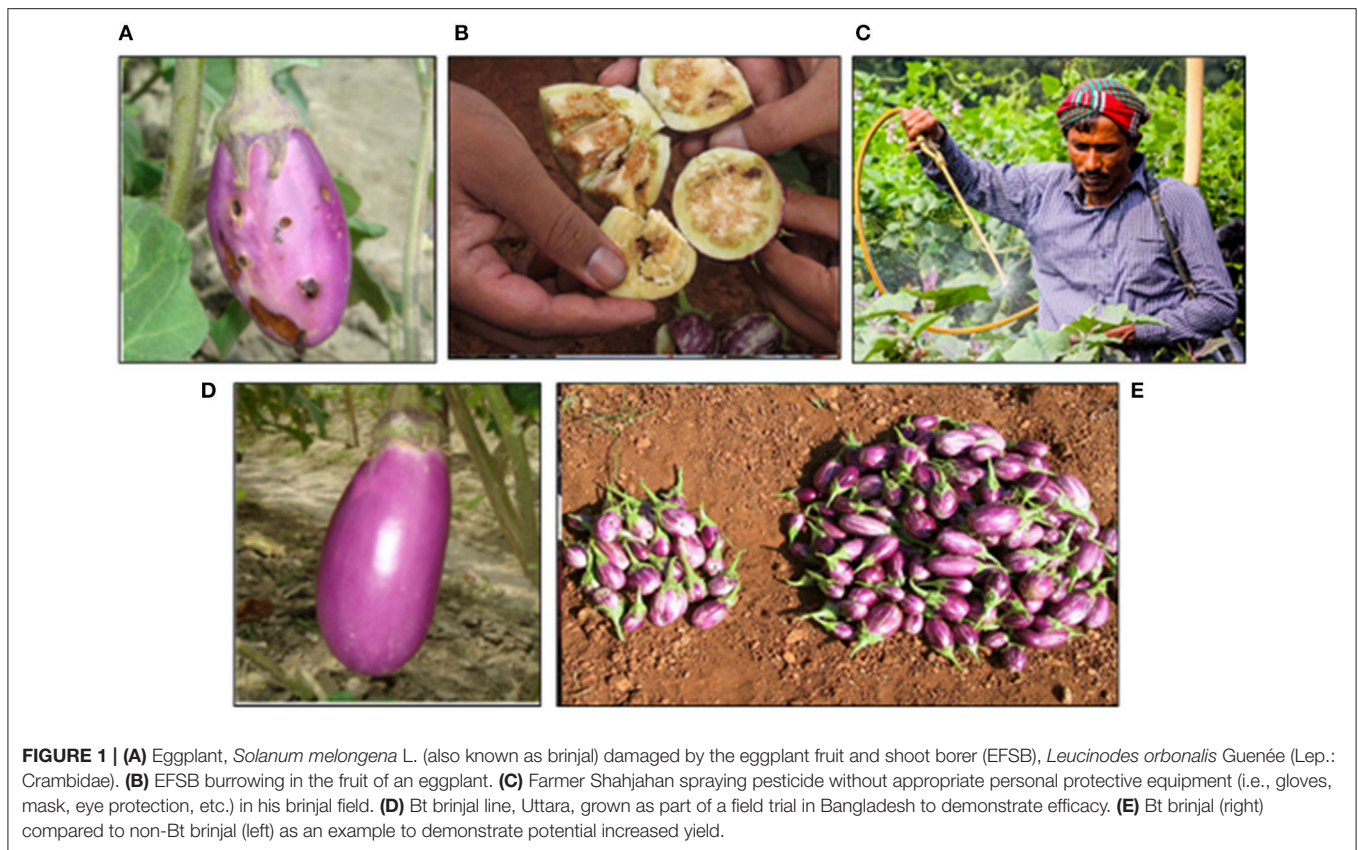 A
B
C
D
E
FIGURE 1 | (A) Eggplant, Solanum melongena L. (also known as brinjal) damaged by the eggplant fruit and shoot borer (EFSB), Leucinodes orbonalis Guenée (Lep.:
Crambidae). (B) EFSB burrowing in the fruit of an eggplant. (C) Farmer Shahjahan spraying pesticide without appropriate personal protective equipment (i.e., gloves,
mask, eye protection, etc.) in his brinjal field. (D) Bt brinjal line, Uttara, grown as part of a field trial in Bangladesh to demonstrate efficacy. (E) Bt brinjal (right)
compared to non-Bt brinjal (left) as an example to demonstrate potential increased yield.